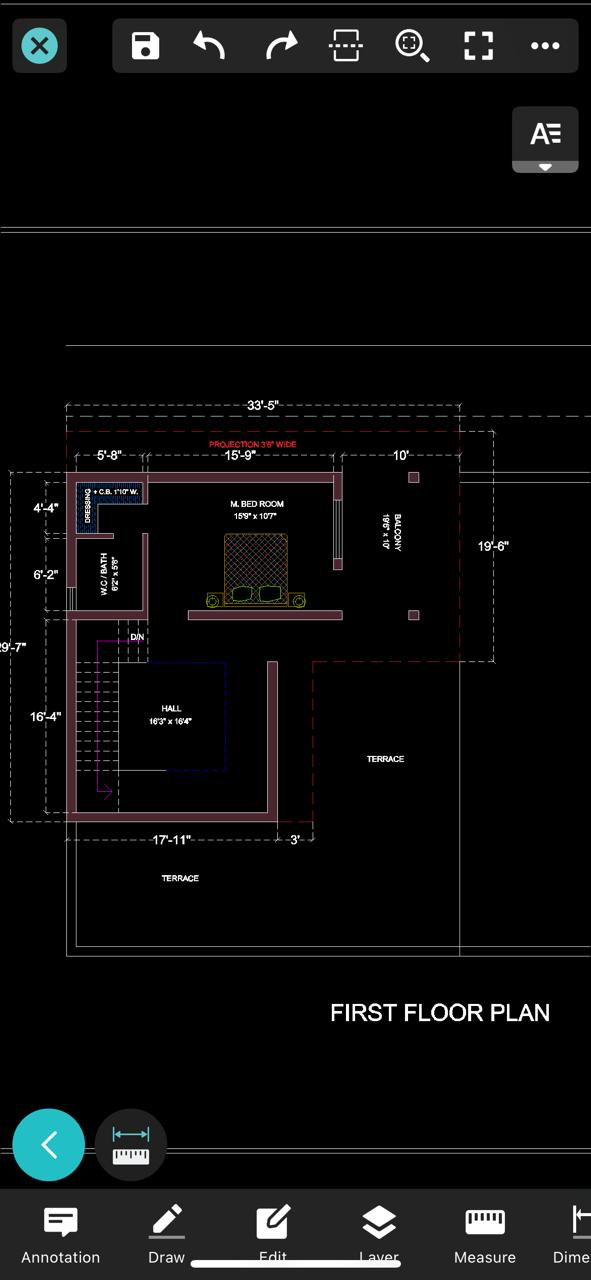 A
33'-5"
PROJECTION 3'6" WIDE
5'-8"
15'-9"
10'
DRESSING
+ C.B. 1'10" W.
4'-4"
M. BED ROOM
15'9" x 10'7"
BALCONY
19'6" x 10'
19'-6"
W.C / BATH
6'2" x 5'8"
6'-2"
D/N
29'-7"
HALL
16'3" x 16'4"
16'-4"
TERRACE
17'-11"
3'
TERRACE
FIRST FLOOR PLAN
Annotation
Draw
Edit
Layer
Measure
Dime